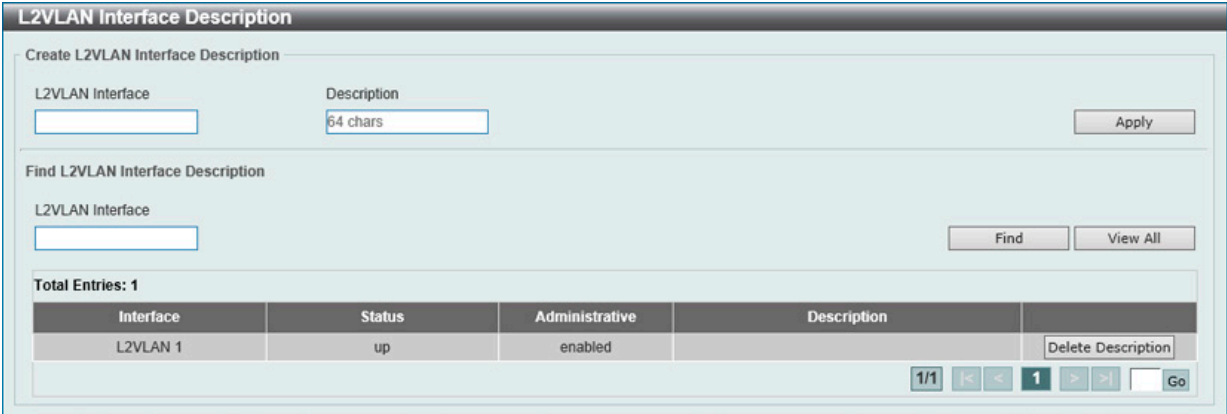 L2VLAN Interface Description
Create L2VLAN Interface Description
L2VLAN Interface Description
64 chars Apply
Find L2VLAN Interface Description
L2VLAN Interface
Find View All
Total Entries: 1
Interface Status Administrative Description
L2VLAN 1 up enabled Delete Description
1/1 |< < 1 > >| Go